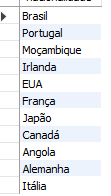 Brasil
Portugal
Moçambique
Irlanda
EUA
França
Japão
Canadá
Angola
Alemanha
Itália